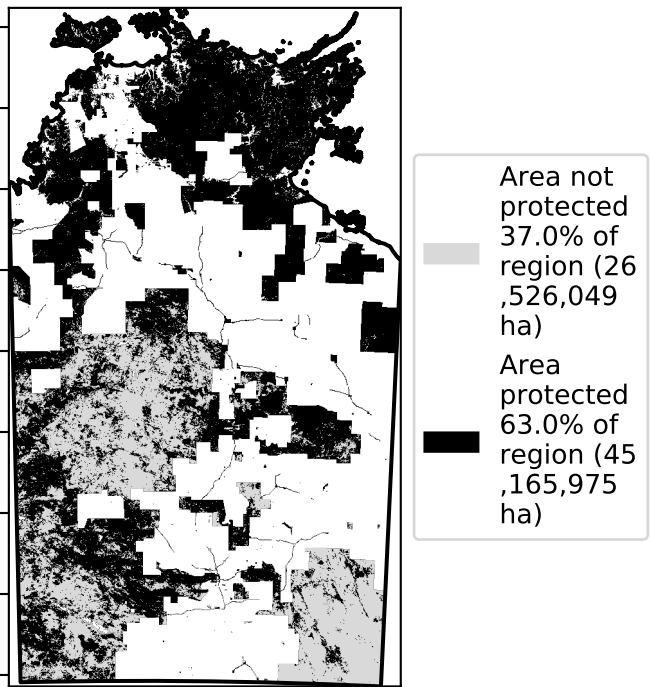 Area not
protected
37.0% of
region (26
,526,049
ha)
Area
protected
63.0% of
region (45
,165,975
ha)